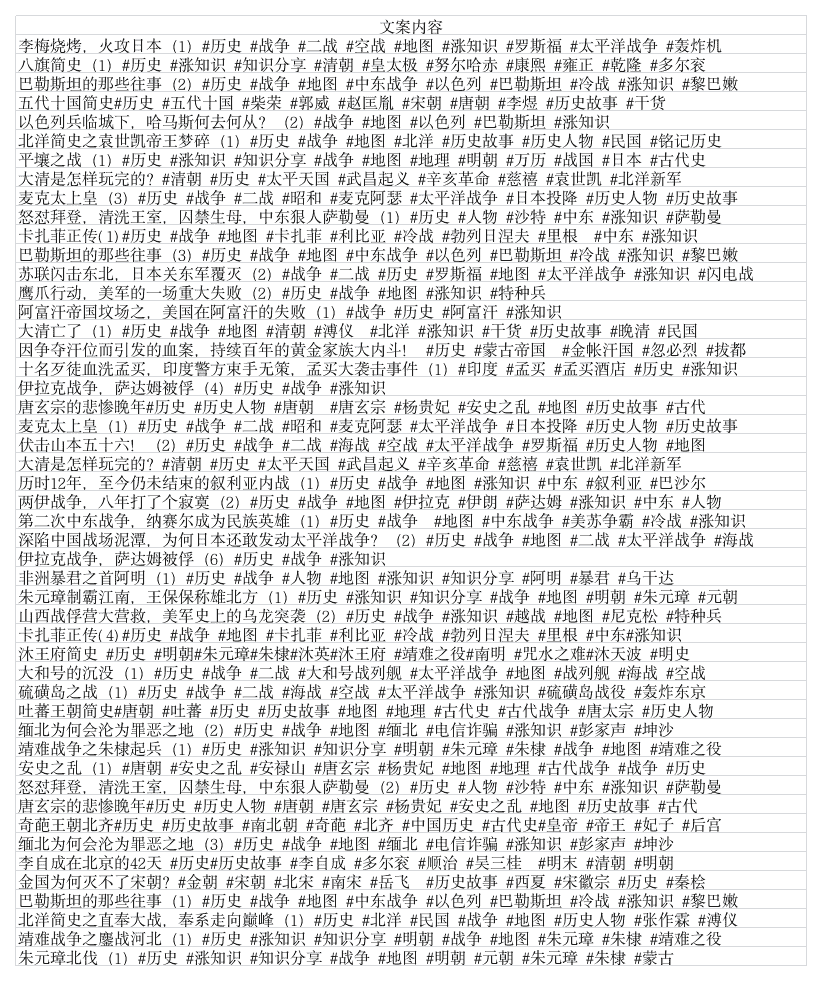 文案内容
李梅烧烤，火攻日本（1）#历史 #战争 #二战 #空战 #地图 #涨知识 #罗斯福 #太平洋战争 #轰炸机
八旗简史（1）#历史 #涨知识 #知识分享 #清朝 #皇太极 #努尔哈赤 #康熙 #雍正 #乾隆 #多尔衮
巴勒斯坦的那些往事（2）#历史 #战争 #地图 #中东战争 #以色列 #巴勒斯坦 #冷战 #涨知识 #黎巴嫩
五代十国简史#历史 #五代十国 #柴荣 #郭威 #赵匡胤 #宋朝 #唐朝 #李煜 #历史故事 #干货
以色列兵临城下，哈马斯何去何从？（2）#战争 #地图 #以色列 #巴勒斯坦 #涨知识
北洋简史之袁世凯帝王梦碎（1）#历史 #战争 #地图 #北洋 #历史故事 #历史人物 #民国 #铭记历史
平壤之战（1）#历史 #涨知识 #知识分享 #战争 #地图 #地理 #明朝 #万历 #战国 #日本 #古代史
大清是怎样玩完的？#清朝 #历史 #太平天国 #武昌起义 #辛亥革命 #慈禧 #袁世凯 #北洋新军
麦克太上皇（3）#历史 #战争 #二战 #昭和 #麦克阿瑟 #太平洋战争 #日本投降 #历史人物 #历史故事
怒怼拜登，清洗王室，囚禁生母，中东狠人萨勒曼（1）#历史 #人物 #沙特 #中东 #涨知识 #萨勒曼
卡扎菲正传(1)#历史 #战争 #地图 #卡扎菲 #利比亚 #冷战 #勃列日涅夫 #里根 #中东 #涨知识
巴勒斯坦的那些往事（3）#历史 #战争 #地图 #中东战争 #以色列 #巴勒斯坦 #冷战 #涨知识 #黎巴嫩
苏联闪击东北，日本关东军覆灭（2）#战争 #二战 #历史 #罗斯福 #地图 #太平洋战争 #涨知识 #闪电战
鹰爪行动，美军的一场重大失败（2）#历史 #战争 #地图 #涨知识 #特种兵
阿富汗帝国坟场之，美国在阿富汗的失败（1）#战争 #历史 #阿富汗 #涨知识
大清亡了（1）#历史 #战争 #地图 #清朝 #溥仪 #北洋 #涨知识 #干货 #历史故事 #晚清 #民国
因争夺汗位而引发的血案，持续百年的黄金家族大内斗！ #历史 #蒙古帝国 #金帐汗国 #忽必烈 #拔都
十名歹徒血洗孟买，印度警方束手无策，孟买大袭击事件（1）#印度 #孟买 #孟买酒店 #历史 #涨知识
伊拉克战争，萨达姆被俘（4）#历史 #战争 #涨知识
唐玄宗的悲惨晚年#历史 #历史人物 #唐朝 #唐玄宗 #杨贵妃 #安史之乱 #地图 #历史故事 #古代
麦克太上皇（1）#历史 #战争 #二战 #昭和 #麦克阿瑟 #太平洋战争 #日本投降 #历史人物 #历史故事
伏击山本五十六！（2）#历史 #战争 #二战 #海战 #空战 #太平洋战争 #罗斯福 #历史人物 #地图
大清是怎样玩完的？#清朝 #历史 #太平天国 #武昌起义 #辛亥革命 #慈禧 #袁世凯 #北洋新军
历时12年，至今仍未结束的叙利亚内战（1）#历史 #战争 #地图 #涨知识 #中东 #叙利亚 #巴沙尔
两伊战争，八年打了个寂寞（2）#历史 #战争 #地图 #伊拉克 #伊朗 #萨达姆 #涨知识 #中东 #人物
第二次中东战争，纳赛尔成为民族英雄（1）#历史 #战争 #地图 #中东战争 #美苏争霸 #冷战 #涨知识
深陷中国战场泥潭，为何日本还敢发动太平洋战争？（2）#历史 #战争 #地图 #二战 #太平洋战争 #海战
伊拉克战争，萨达姆被俘（6）#历史 #战争 #涨知识
非洲暴君之首阿明（1）#历史 #战争 #人物 #地图 #涨知识 #知识分享 #阿明 #暴君 #乌干达
朱元璋制霸江南，王保保称雄北方（1）#历史 #涨知识 #知识分享 #战争 #地图 #明朝 #朱元璋 #元朝
山西战俘营大营救，美军史上的乌龙突袭（2）#历史 #战争 #涨知识 #越战 #地图 #尼克松 #特种兵
卡扎菲正传(4)#历史 #战争 #地图 #卡扎菲 #利比亚 #冷战 #勃列日涅夫 #里根 #中东#涨知识
沐王府简史 #历史 #明朝#朱元璋#朱棣#沐英#沐王府 #靖难之役#南明 #咒水之难#沐天波 #明史
大和号的沉没（1）#历史 #战争 #二战 #大和号战列舰 #太平洋战争 #地图 #战列舰 #海战 #空战
硫磺岛之战（1）#历史 #战争 #二战 #海战 #空战 #太平洋战争 #涨知识 #硫磺岛战役 #轰炸东京
吐蕃王朝简史#唐朝 #吐蕃 #历史 #历史故事 #地图 #地理 #古代史 #古代战争 #唐太宗 #历史人物
缅北为何会沦为罪恶之地（2）#历史 #战争 #地图 #缅北 #电信诈骗 #涨知识 #彭家声 #坤沙
靖难战争之朱棣起兵（1）#历史 #涨知识 #知识分享 #明朝 #朱元璋 #朱棣 #战争 #地图 #靖难之役
安史之乱（1）#唐朝 #安史之乱 #安禄山 #唐玄宗 #杨贵妃 #地图 #地理 #古代战争 #战争 #历史
怒怼拜登，清洗王室，囚禁生母，中东狠人萨勒曼（2）#历史 #人物 #沙特 #中东 #涨知识 #萨勒曼
唐玄宗的悲惨晚年#历史 #历史人物 #唐朝 #唐玄宗 #杨贵妃 #安史之乱 #地图 #历史故事 #古代
奇葩王朝北齐#历史 #历史故事 #南北朝 #奇葩 #北齐 #中国历史 #古代史#皇帝 #帝王 #妃子 #后宫
缅北为何会沦为罪恶之地（3）#历史 #战争 #地图 #缅北 #电信诈骗 #涨知识 #彭家声 #坤沙
李自成在北京的42天 #历史#历史故事 #李自成 #多尔衮 #顺治 #吴三桂 #明末 #清朝 #明朝
金国为何灭不了宋朝？#金朝 #宋朝 #北宋 #南宋 #岳飞 #历史故事 #西夏 #宋徽宗 #历史 #秦桧
巴勒斯坦的那些往事（1）#历史 #战争 #地图 #中东战争 #以色列 #巴勒斯坦 #冷战 #涨知识 #黎巴嫩
北洋简史之直奉大战，奉系走向巅峰（1）#历史 #北洋 #民国 #战争 #地图 #历史人物 #张作霖 #溥仪
靖难战争之鏖战河北（1）#历史 #涨知识 #知识分享 #明朝 #战争 #地图 #朱元璋 #朱棣 #靖难之役
朱元璋北伐（1）#历史 #涨知识 #知识分享 #战争 #地图 #明朝 #元朝 #朱元璋 #朱棣 #蒙古